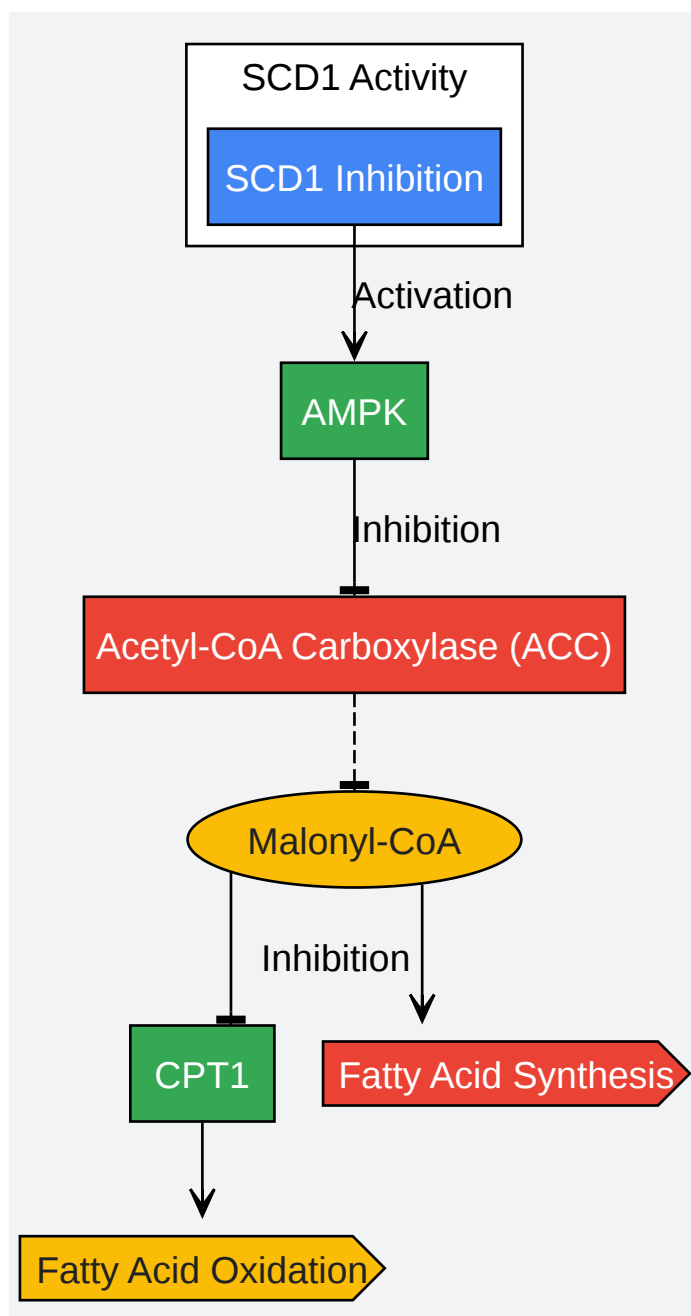 SCD1 Activity
SCD1 Inhibition
Activation
AMPK
Inhibition
Acetyl-CoA Carboxylase (ACC)
Malonyl-CoA
Inhibition
CPT1
Fatty Acid Synthesis
Fatty Acid Oxidation